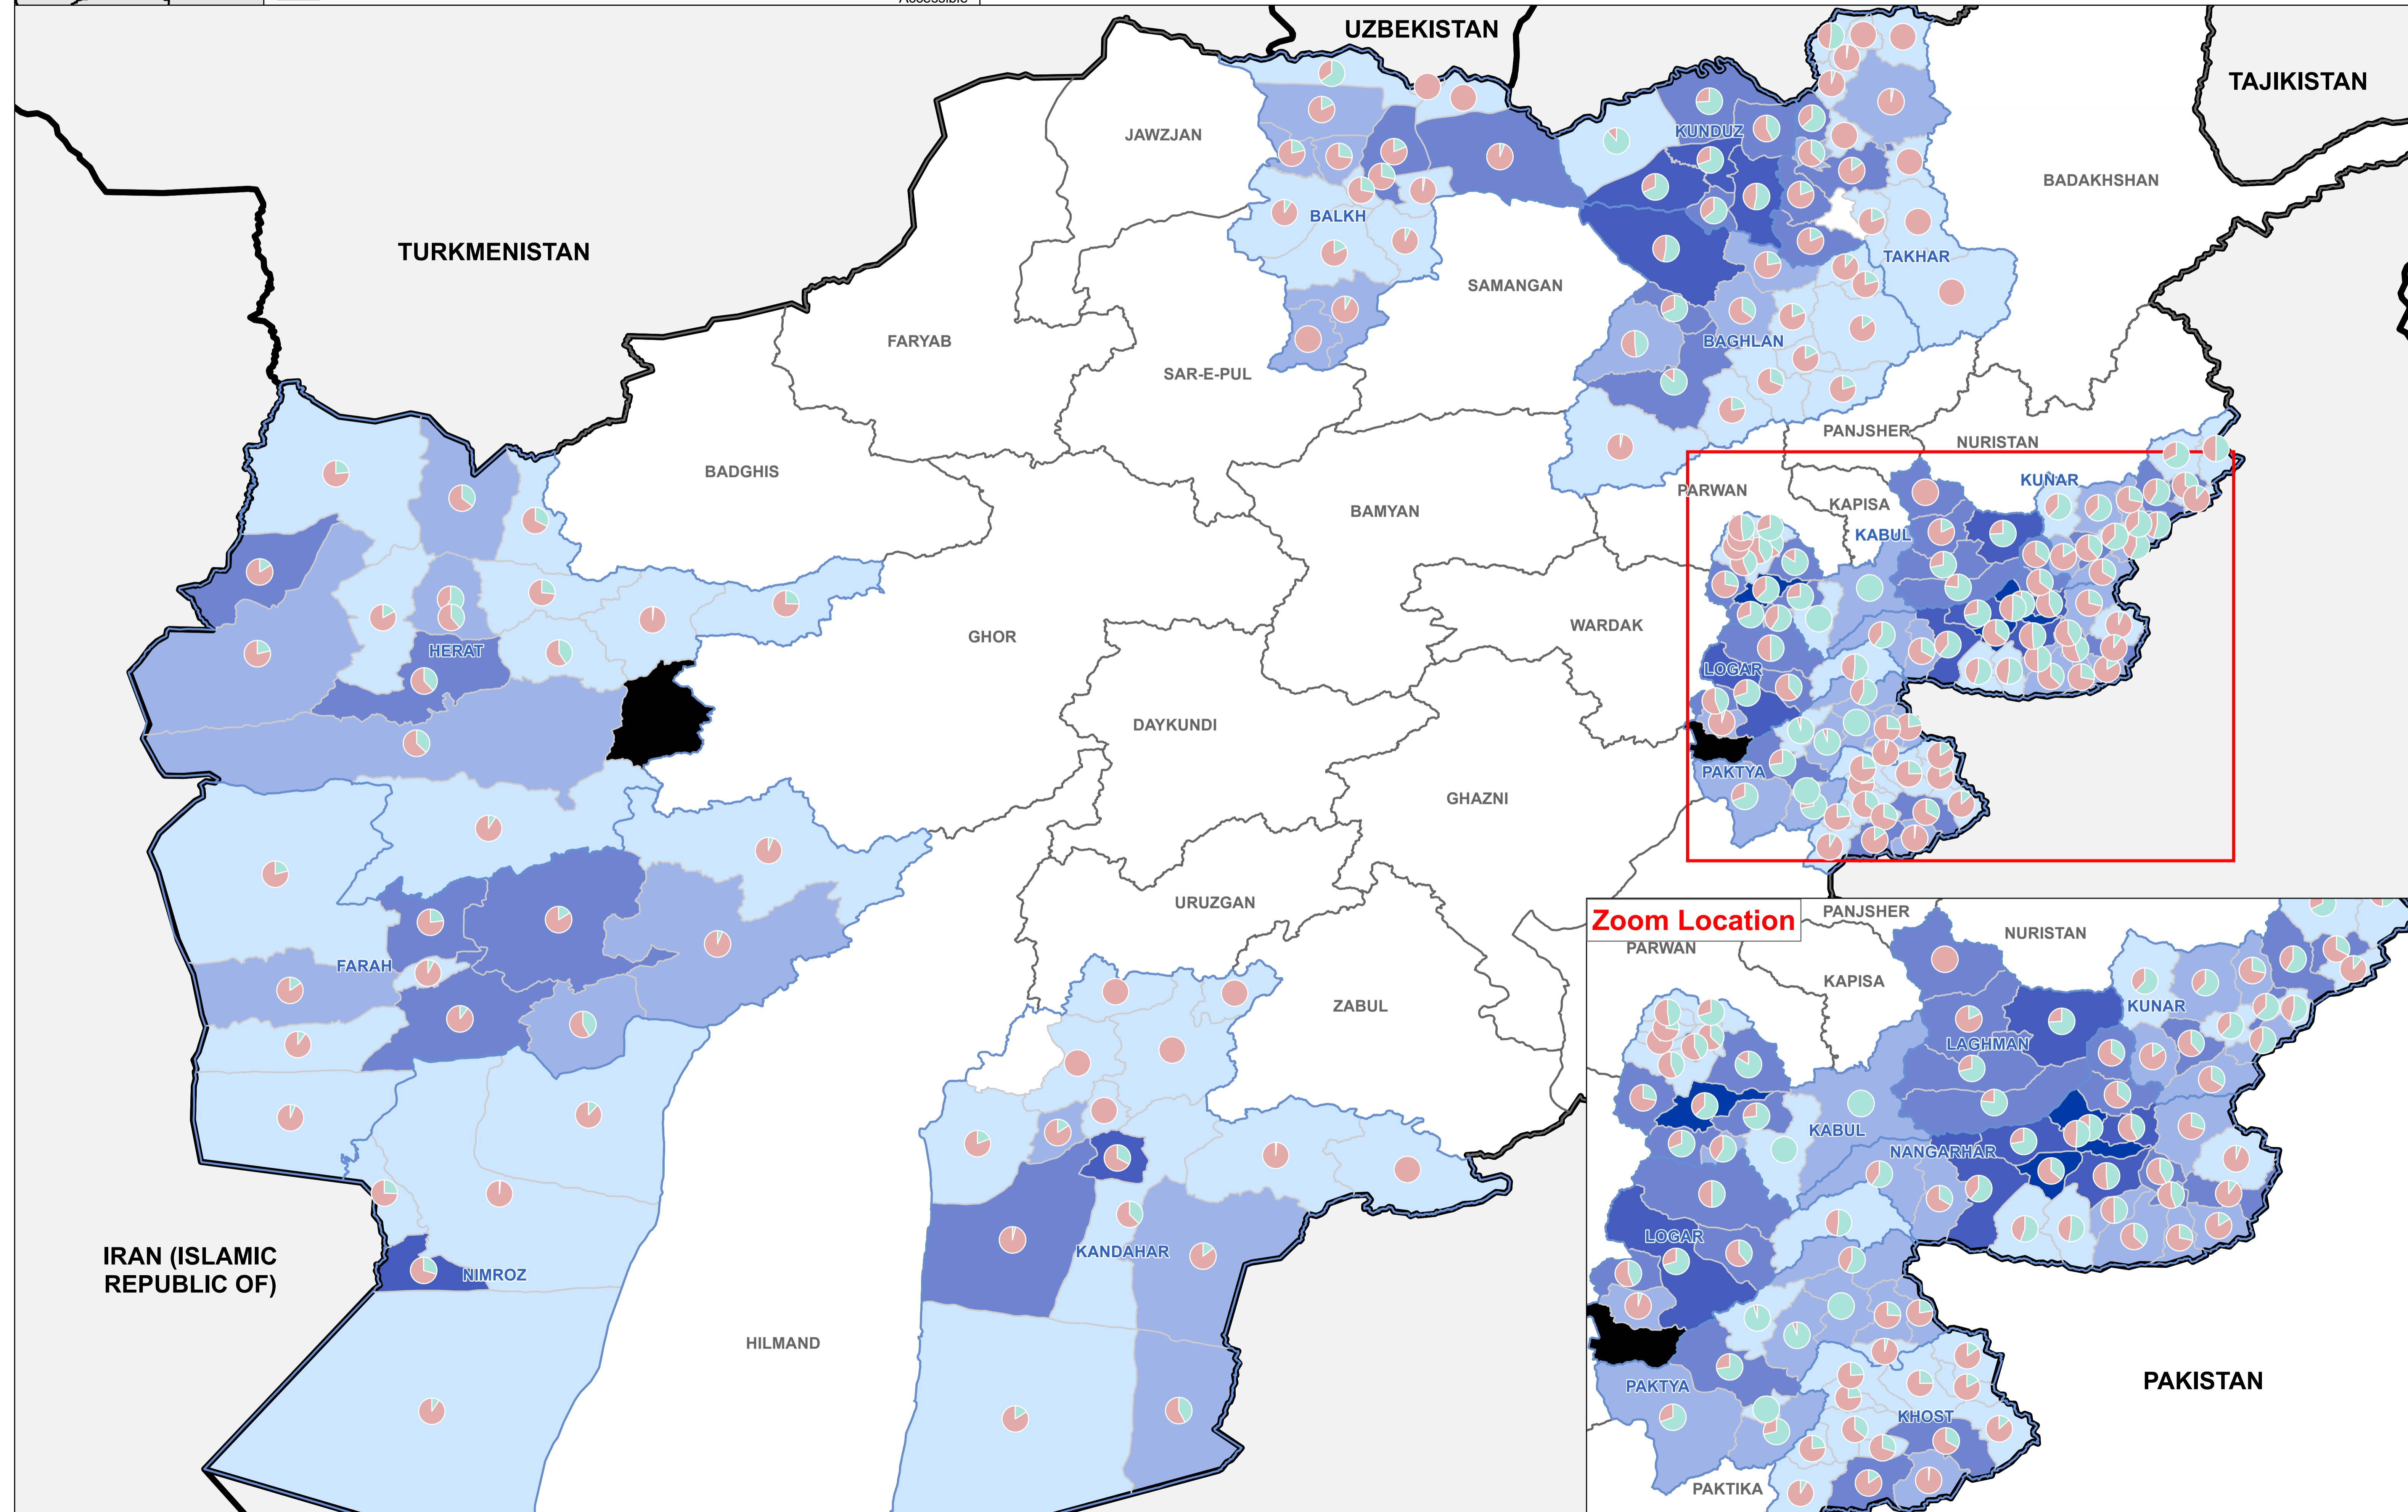 Accessible
UZBEKISTAN
TAJIKISTAN
JAWZJAN
KUNDUZ
BADAKHSHAN
BALKH
TURKMENISTAN
TAKHAR
SAMANGAN
FARYAB
BAGHLAN
SAR-E-PUL
PANJSHER
NURISTAN
BADGHIS
KUNAR
PARWAN
KAPISA
BAMYAN
KABUL
WARDAK
GHOR
HERAT
LOGAR
DAYKUNDI
PAKTYA
GHAZNI
URUZGAN
FARAH
ZABUL
Zoom Location
PANJSHER
PARWAN
NURISTAN
KAPISA
KUNAR
LAGHMAN
KABUL
NANGARHAR
LOGAR
KANDAHAR
IRAN (ISLAMIC
REPUBLIC OF)
NIMROZ
HILMAND
PAKISTAN
PAKTYA
KHOST
PAKTIKA